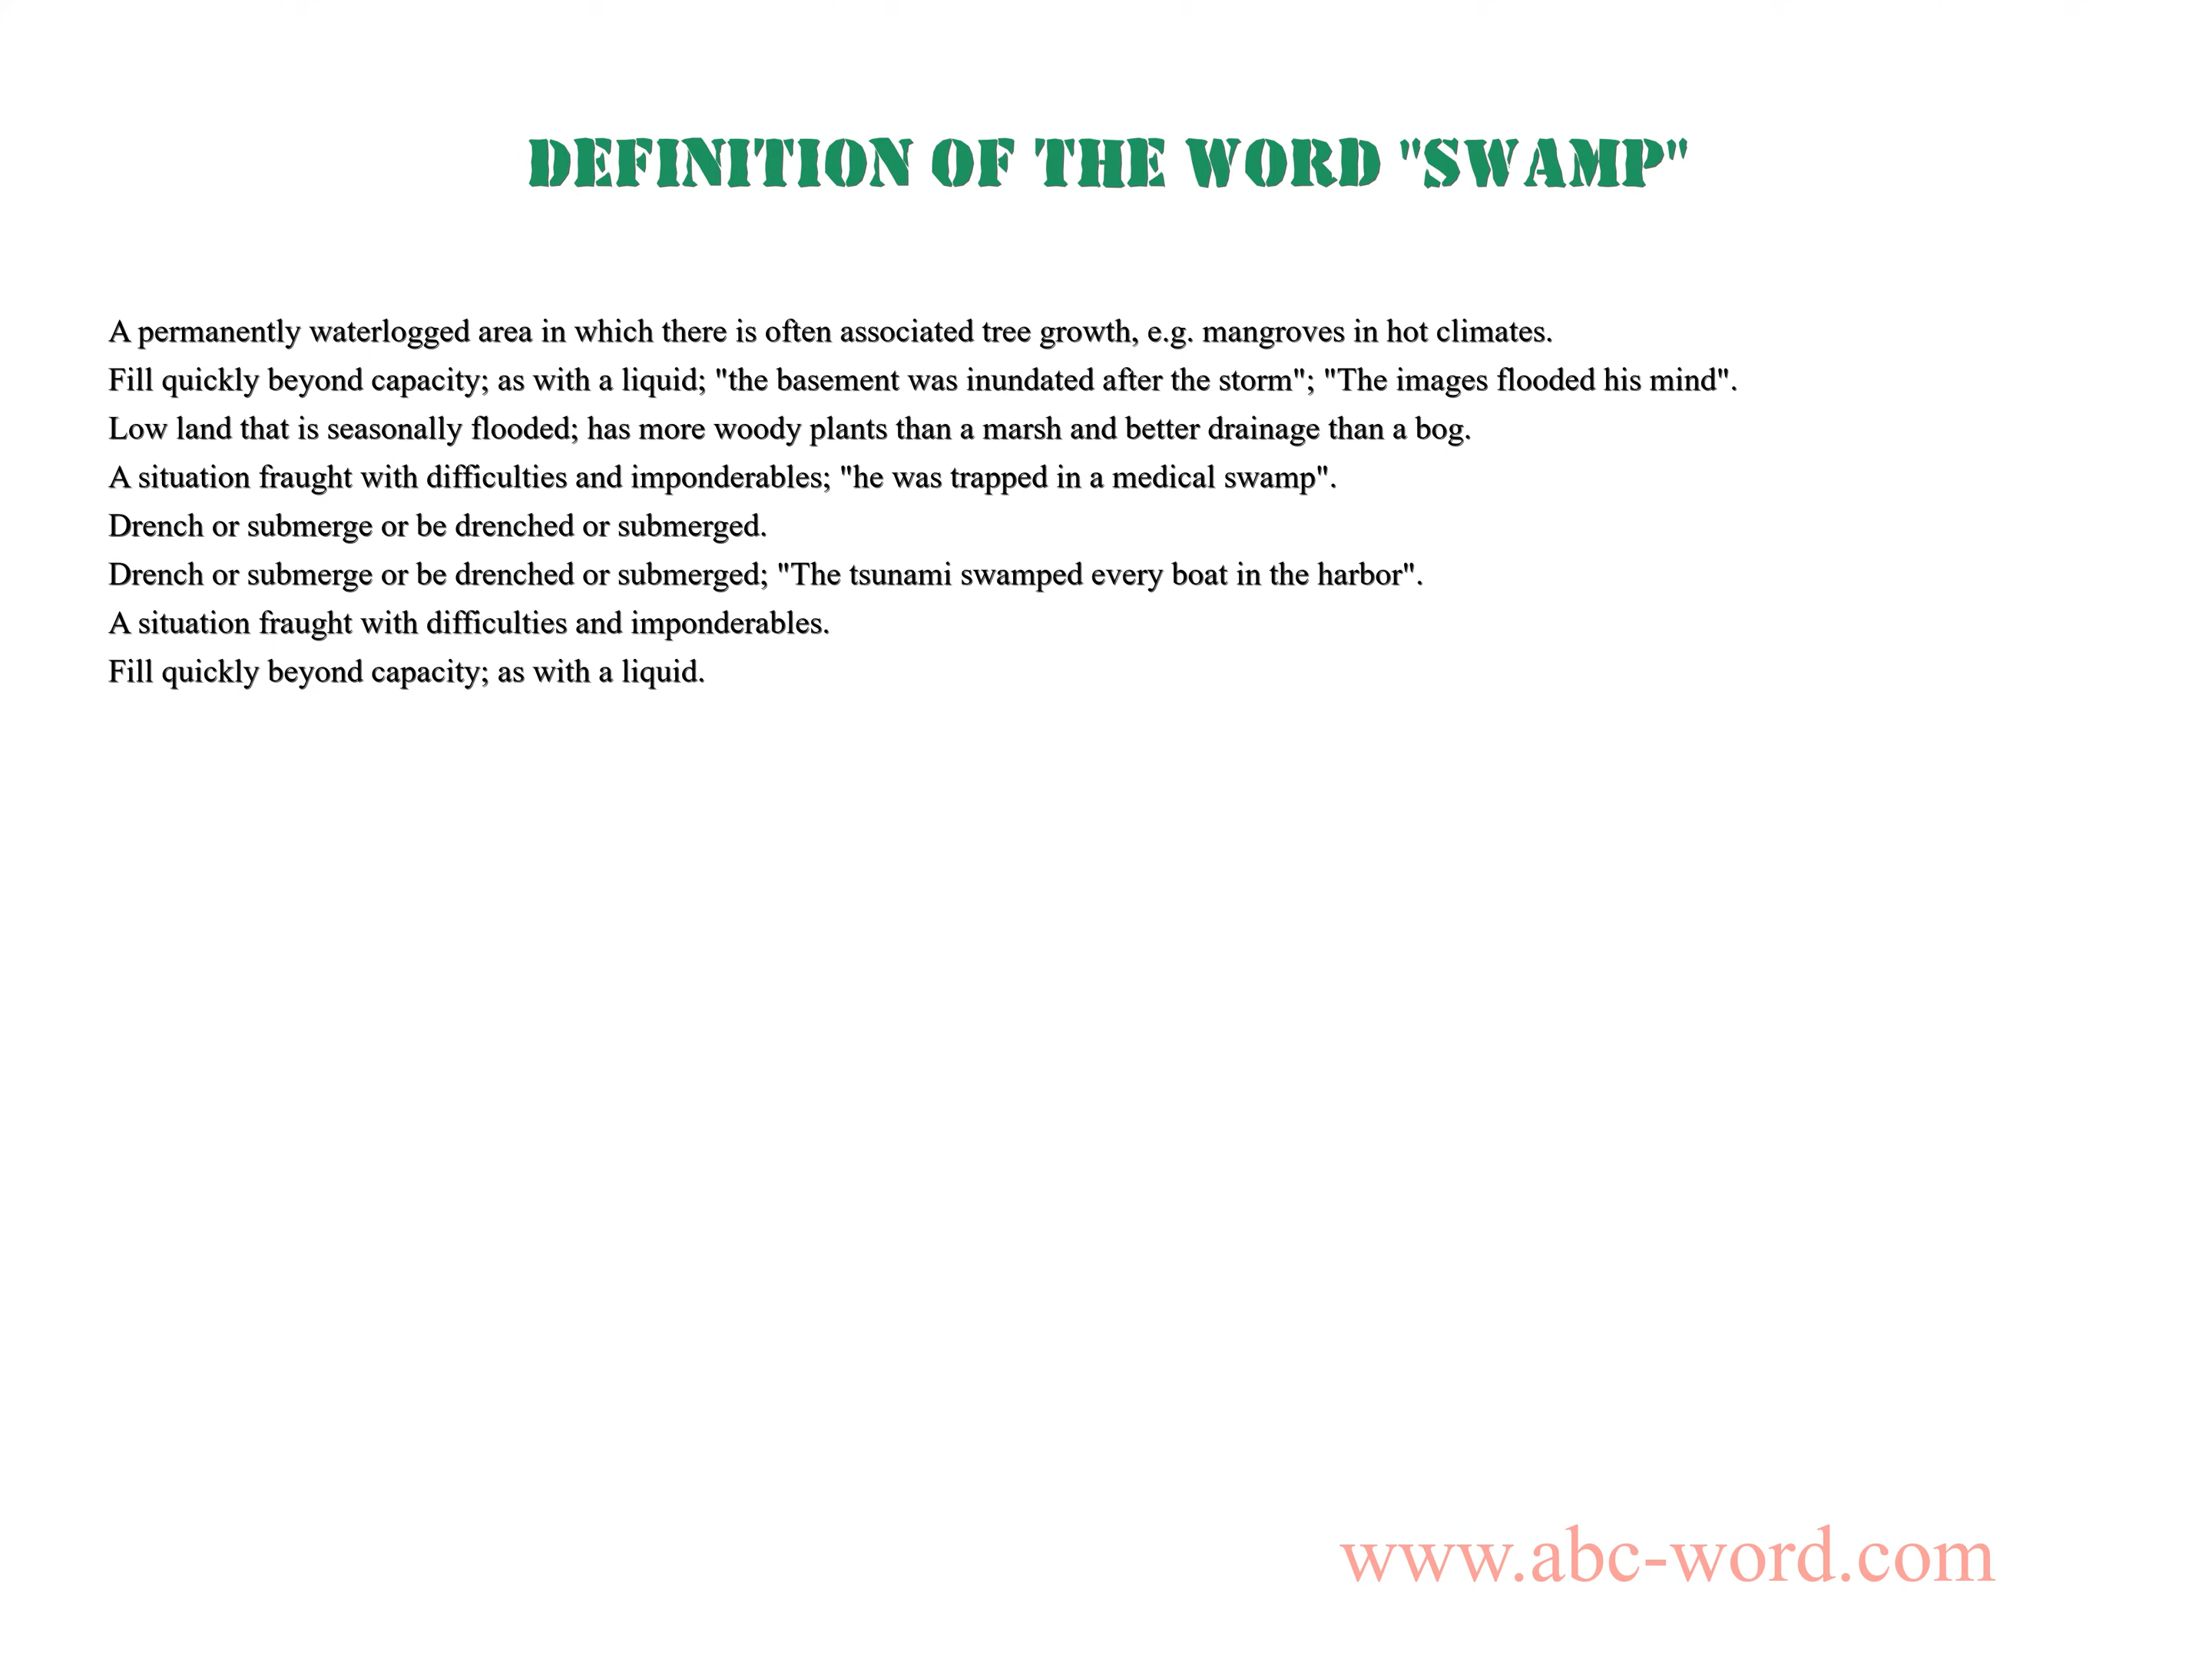 DEFINITION OF THE WORD "SWAMP"
A permanently waterlogged area in which there is often associated tree growth, e.g. mangroves in hot climates.
Fill quickly beyond capacity; as with a liquid; "the basement was inundated after the storm"; "The images flooded his mind".
Low land that is seasonally flooded; has more woody plants than a marsh and better drainage than a bog.
A situation fraught with difficulties and imponderables; "he was trapped in a medical swamp".
Drench or submerge or be drenched or submerged.
Drench or submerge or be drenched or submerged; "The tsunami swamped every boat in the harbor".
A situation fraught with difficulties and imponderables.
Fill quickly beyond capacity; as with a liquid.
www.abc-word.com